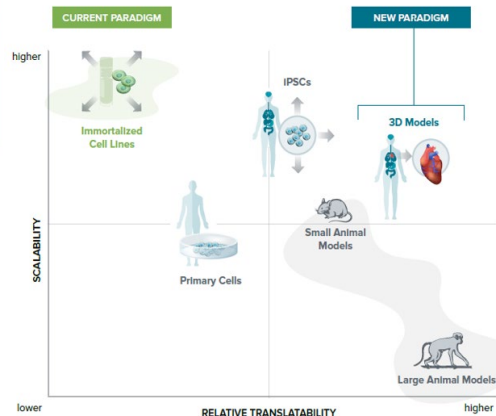 CURRENT PARADIGM
NEW PARADIGM
higher
iPSCs
3D Models
Immortalized
Cell Lines
Small Animal
Models
Primary Cells
SCALABILITY
Large Animal Models
lower
higher
RELATIVE TRANSLATABILITY